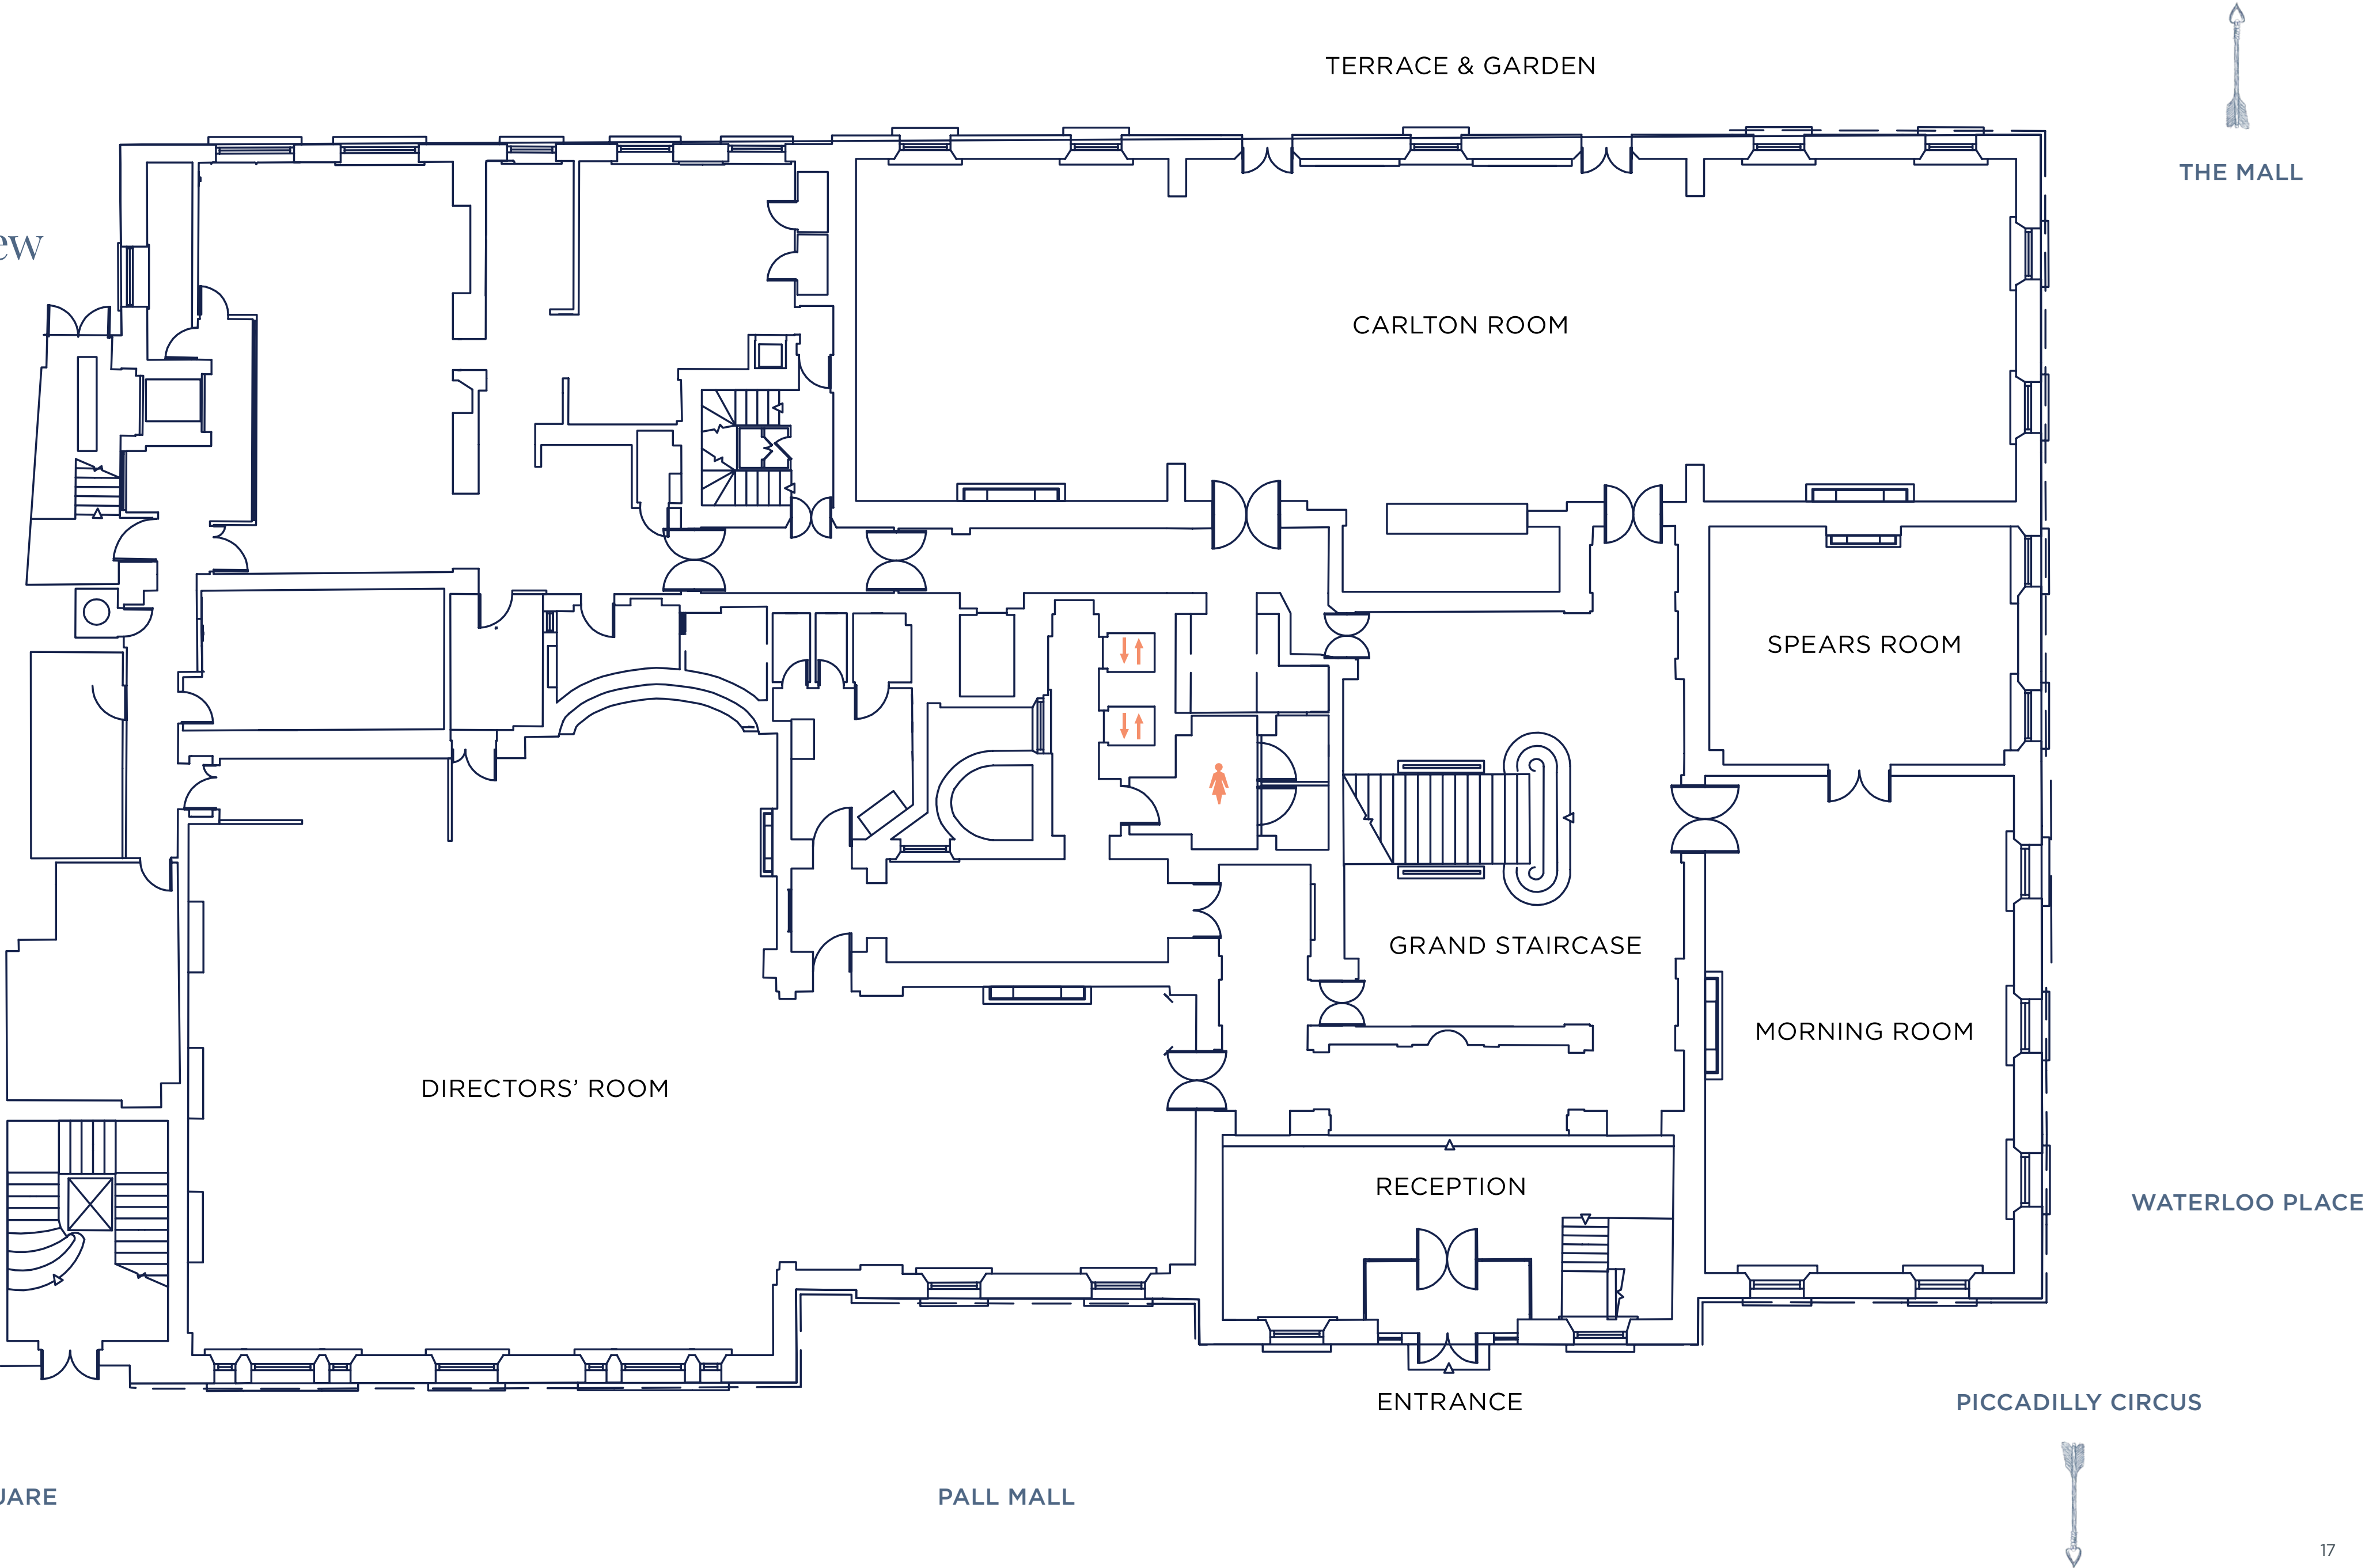 TERRACE & GARDEN
THE MALL
ew
CARLTON ROOM
SPEARS ROOM
GRAND STAIRCASE
MORNING ROOM
DIRECTORS’ ROOM
RECEPTION
WATERLOO PLACE
ENTRANCE
PICCADILLY CIRCUS
UARE
PALL MALL
17